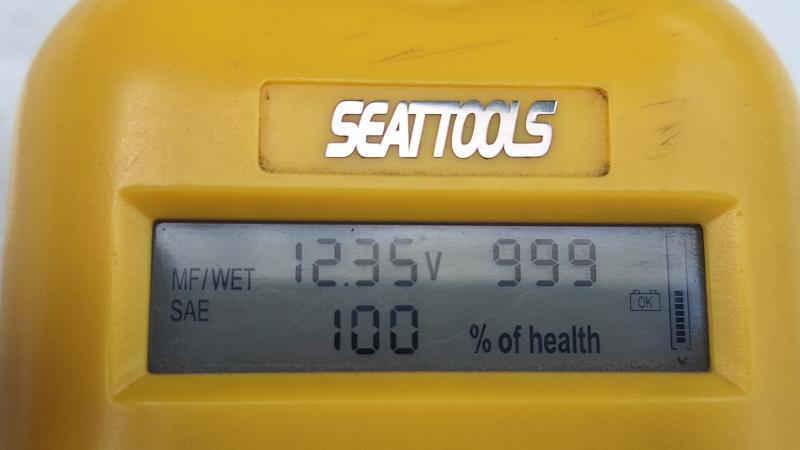 SEATTOOLS
MF/WET 12.35V 999
SAE 100 % of health
OK